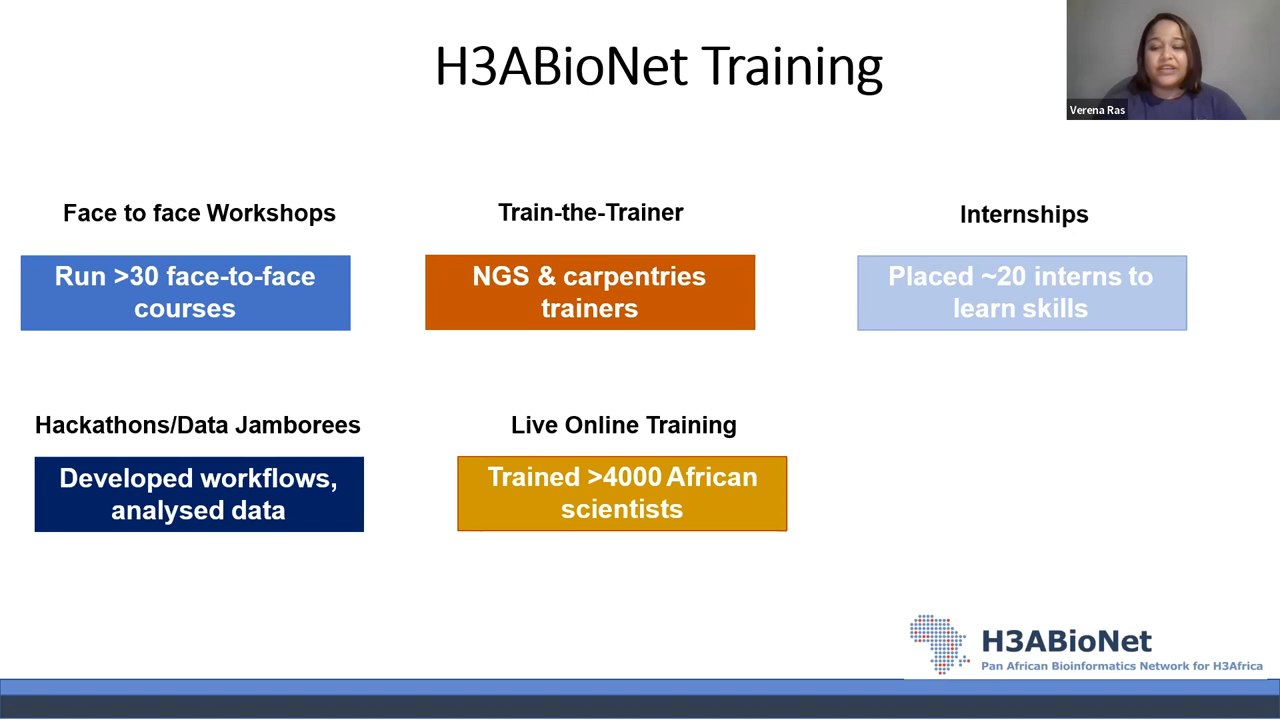 H3ABioNet Training
Verena Ras
Face to face Workshops
Run >30 face-to-face
courses
Train-the-Trainer
NGS & carpentries
trainers
Internships
Placed ~20 interns to
learn skills
Hackathons/Data Jamborees
Developed workflows,
analysed data
Live Online Training
Trained >4000 African
scientists
H3ABioNet
Pan African Bioinformatics Network for H3Africa